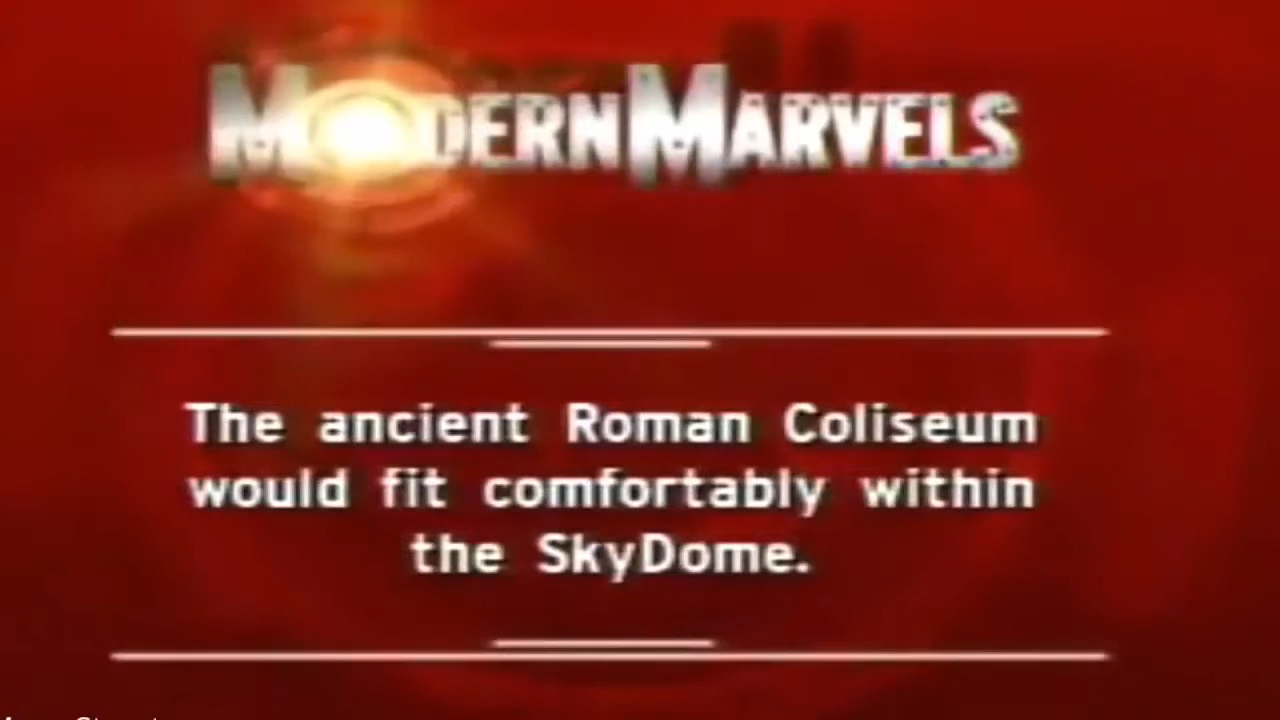 MODERN MARVELS
The ancient Roman Coliseum
would fit comfortably within
the SkyDome.